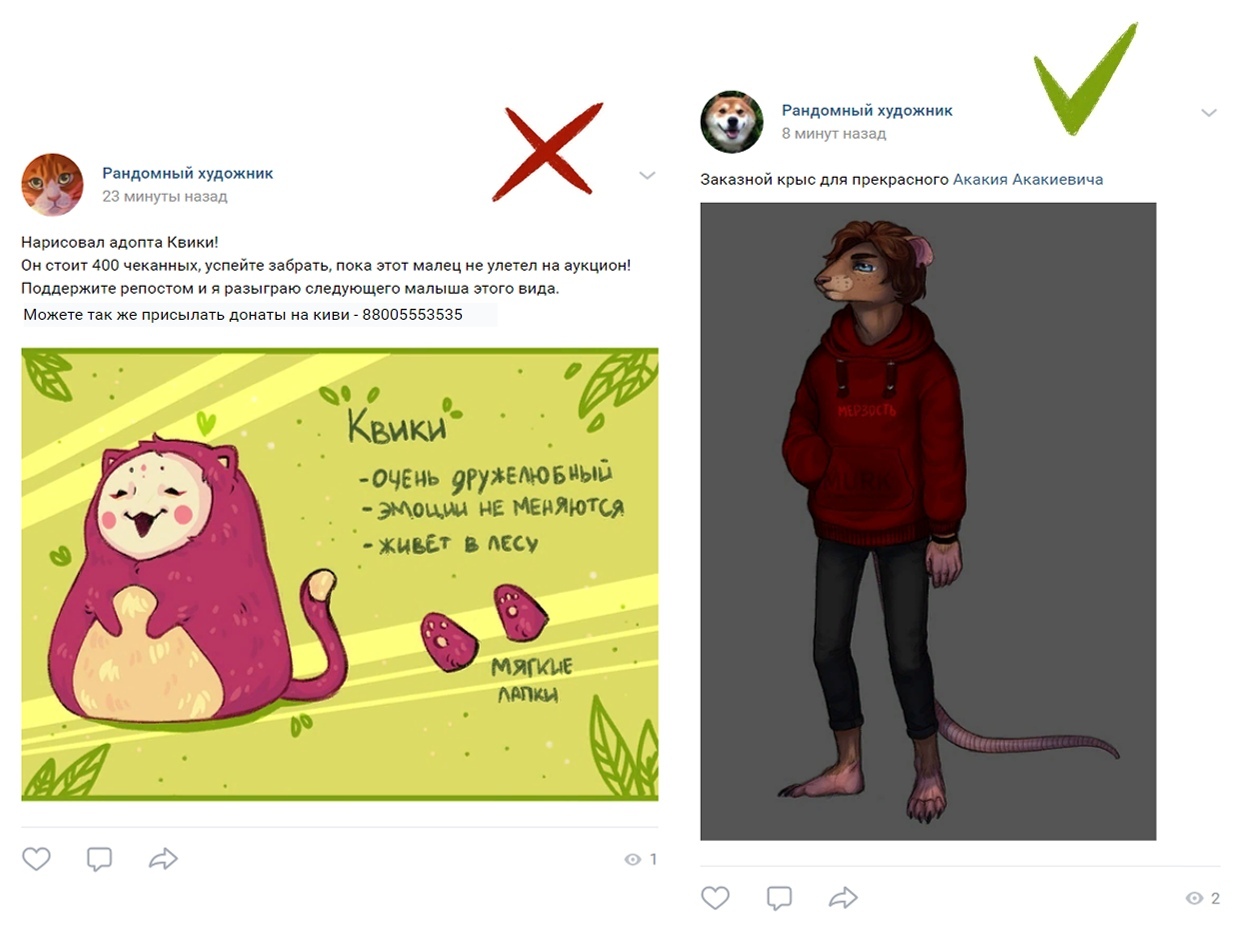 Рандомный художник
23 минуты назад
Нарисовал адопта Квики!
Он стоит 400 чеканных, успейте забрать, пока этот малец не улетел на аукцион!
Поддержите репостом и я разыграю следующего малыша этого вида.
Можете так же присылать донаты на киви - 88005553535
Квики
-очень дружелюбный
-эмоции не меняются
-живёт в лесу
мягкие
лапки
1
Рандомный художник
8 минут назад
Заказной крыс для прекрасного Акакия Акакиевича
МЕРЗОСТЬ
2